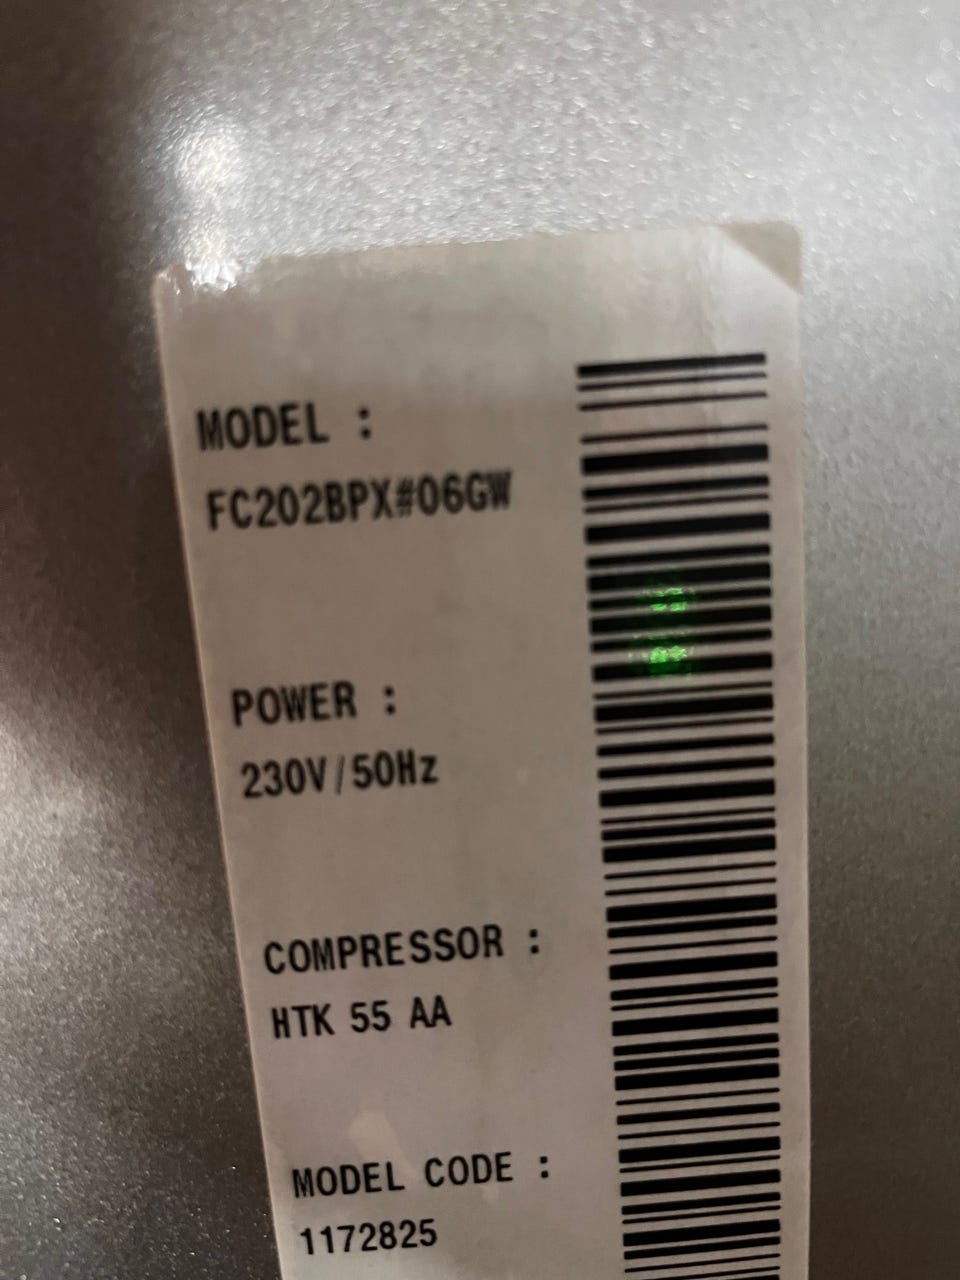 MODEL :
FC202BPX#06GW
POWER :
230V/50Hz
COMPRESSOR :
HTK 55 AA
MODEL CODE :
1172825